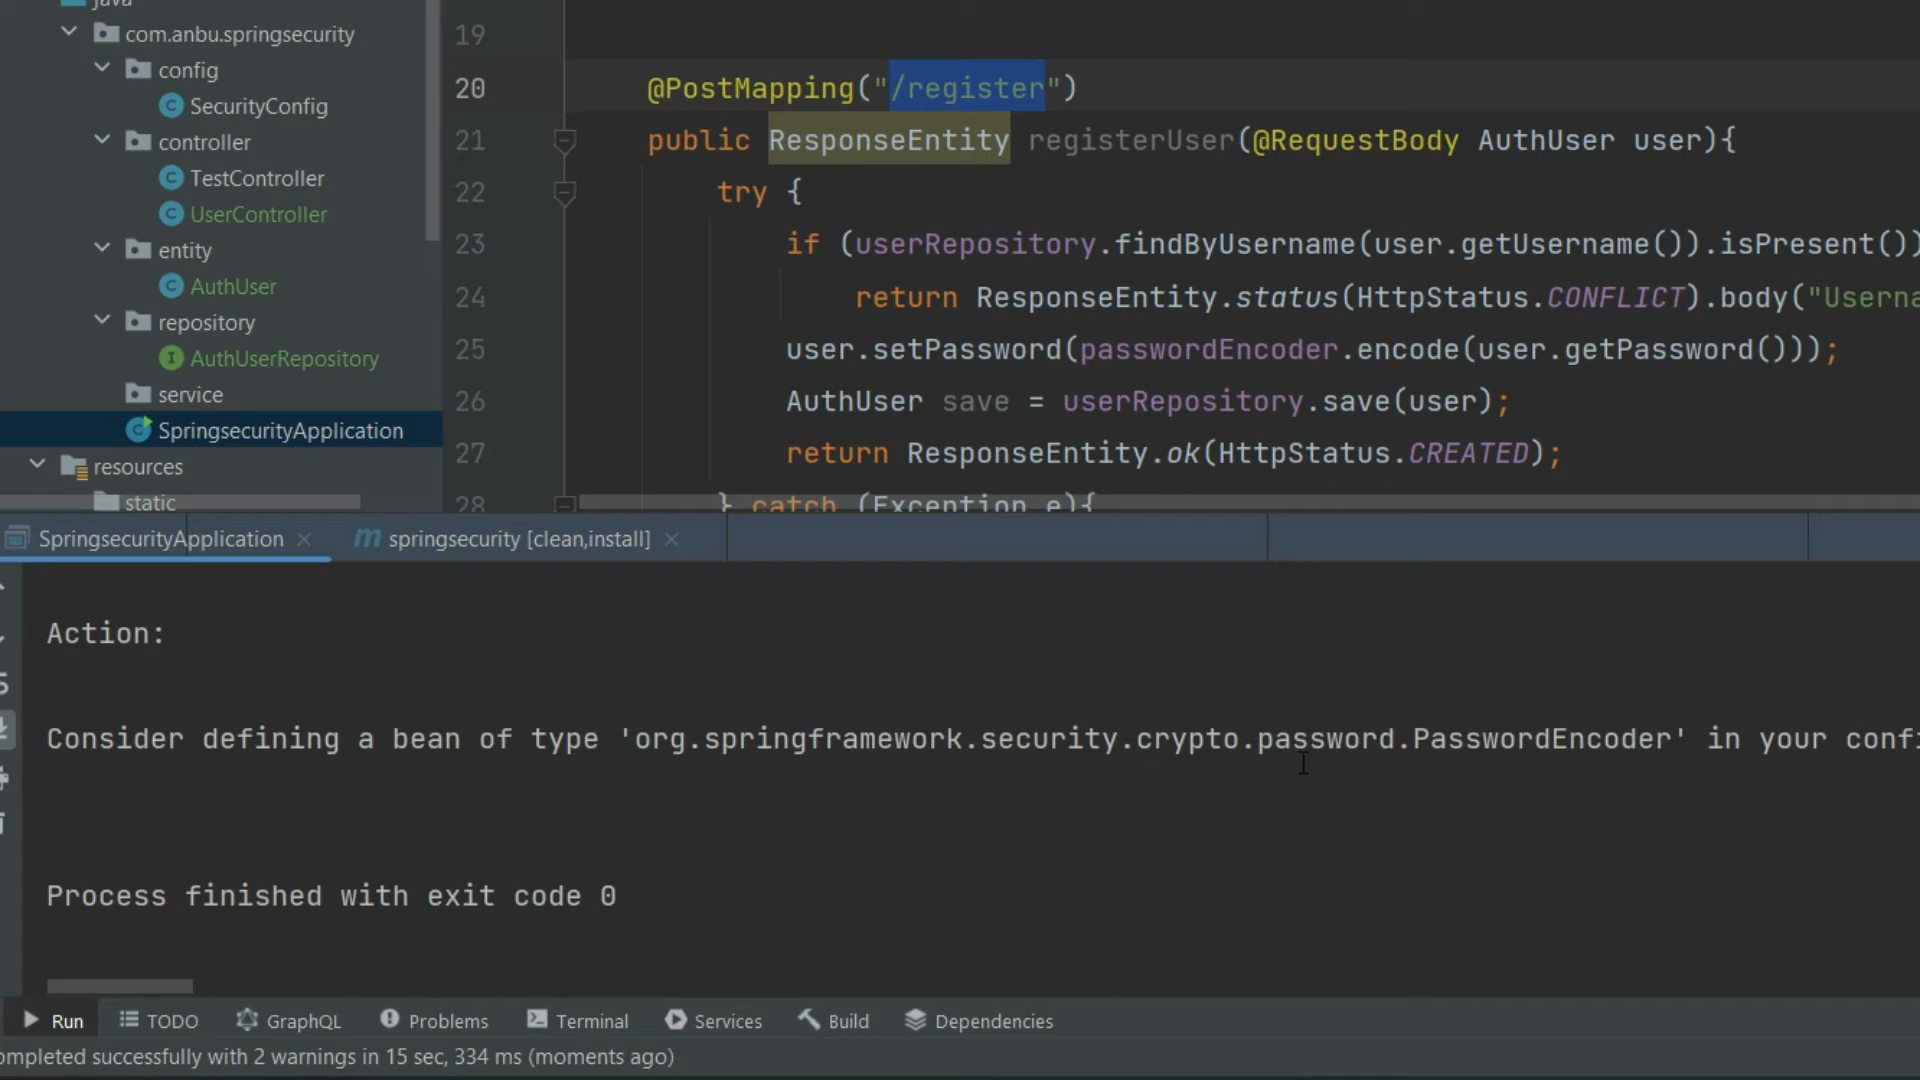 java
com.anbu.springsecurity
config
SecurityConfig
controller
TestController
UserController
entity
AuthUser
repository
AuthUserRepository
service
SpringsecurityApplication
resources
static
19
20 @PostMapping("/register")
21 public ResponseEntity registerUser(@RequestBody AuthUser user){
22 try {
23 if (userRepository.findByUsername(user.getUsername()).isPresent())
24 return ResponseEntity.status(HttpStatus.CONFLICT).body("Userna
25 user.setPassword(passwordEncoder.encode(user.getPassword()));
26 AuthUser save = userRepository.save(user);
27 return ResponseEntity.ok(HttpStatus.CREATED);
28 } catch (Exception e){
SpringsecurityApplication springsecurity [clean,install]
Action:
Consider defining a bean of type 'org.springframework.security.crypto.password.PasswordEncoder' in your confi
Process finished with exit code 0
Run TODO GraphQL Problems Terminal Services Build Dependencies
ompleted successfully with 2 warnings in 15 sec, 334 ms (moments ago)